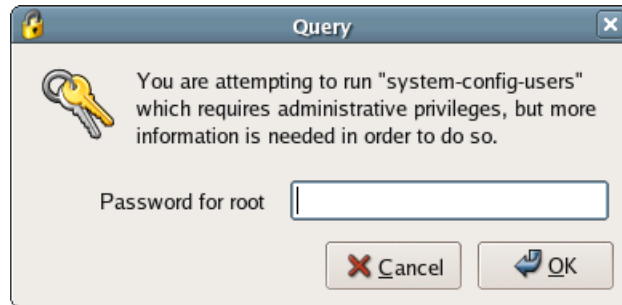 Query
You are attempting to run "system-config-users"
which requires administrative privileges, but more
information is needed in order to do so.
Password for root
Cancel
OK